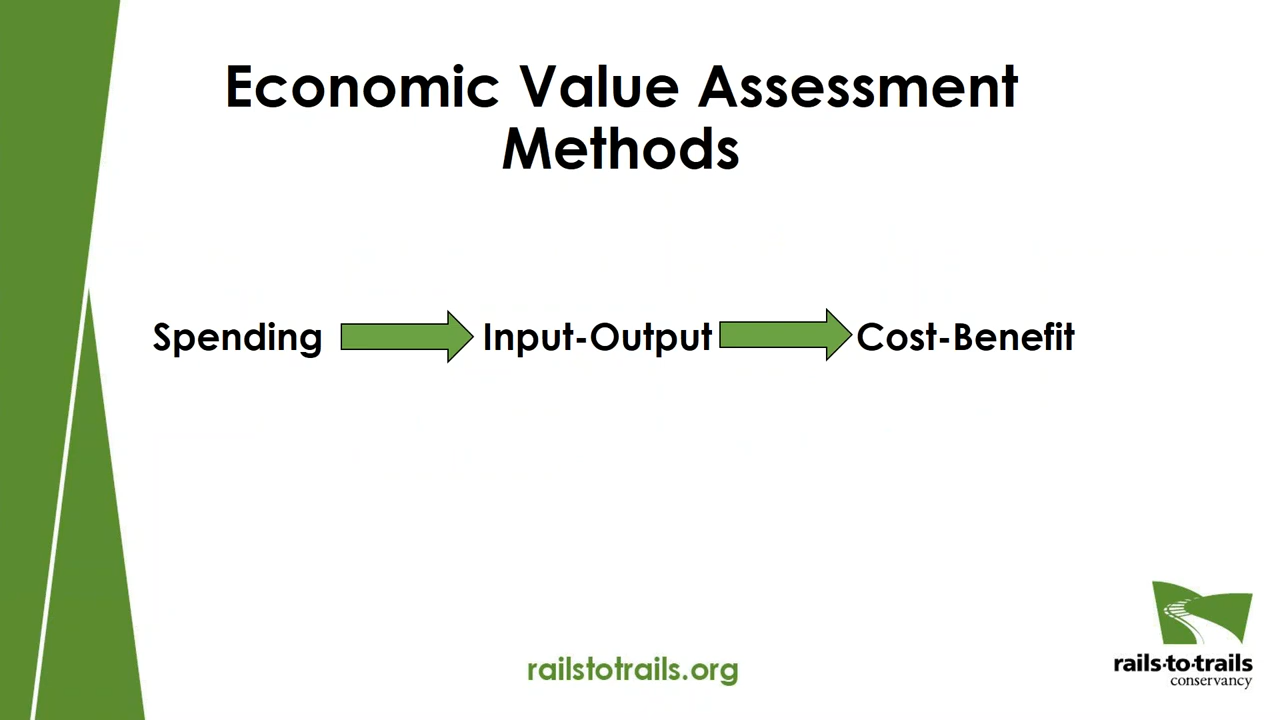 Economic Value Assessment
Methods
Spending Input-Output Cost-Benefit
railstotrails.org
rails·to·trails
conservancy